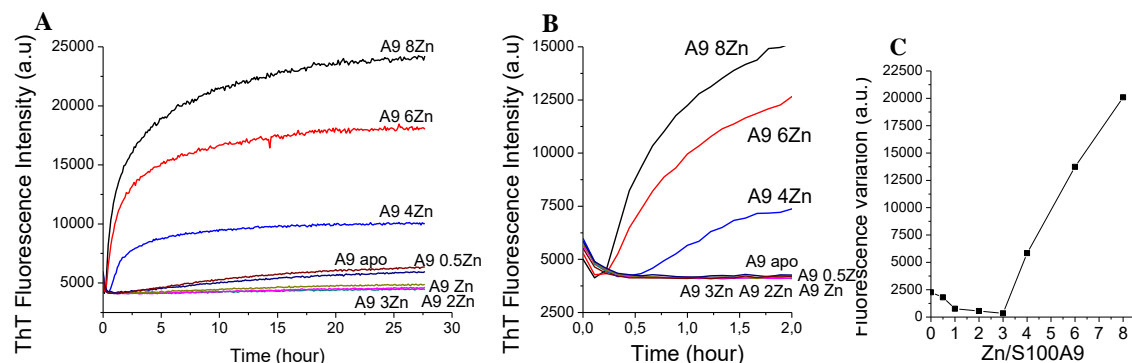 A
ThT Fluorescence Intensity (a.u)
25000
20000
15000
10000
5000
0
5
10
15
20
25
30
Time (hour)
A9 8Zn
A9 6Zn
A9 4Zn
A9 apo
A9 0.5Zn
A9 Zn
A9 3Zn
A9 2Zn
B
ThT Fluorescence Intensity (a.u)
15000
12500
10000
7500
5000
2500
0,0
0,5
1,0
1,5
2,0
Time (hour)
A9 8Zn
A9 6Zn
A9 4Zn
A9 apo
A9 0.5Z
A9 3Zn
A9 2Zn
A9 Zn
C
Fluorescence variation (a.u.)
22500
20000
17500
15000
12500
10000
7500
5000
2500
0
0
1
2
3
4
5
6
7
8
Zn/S100A9